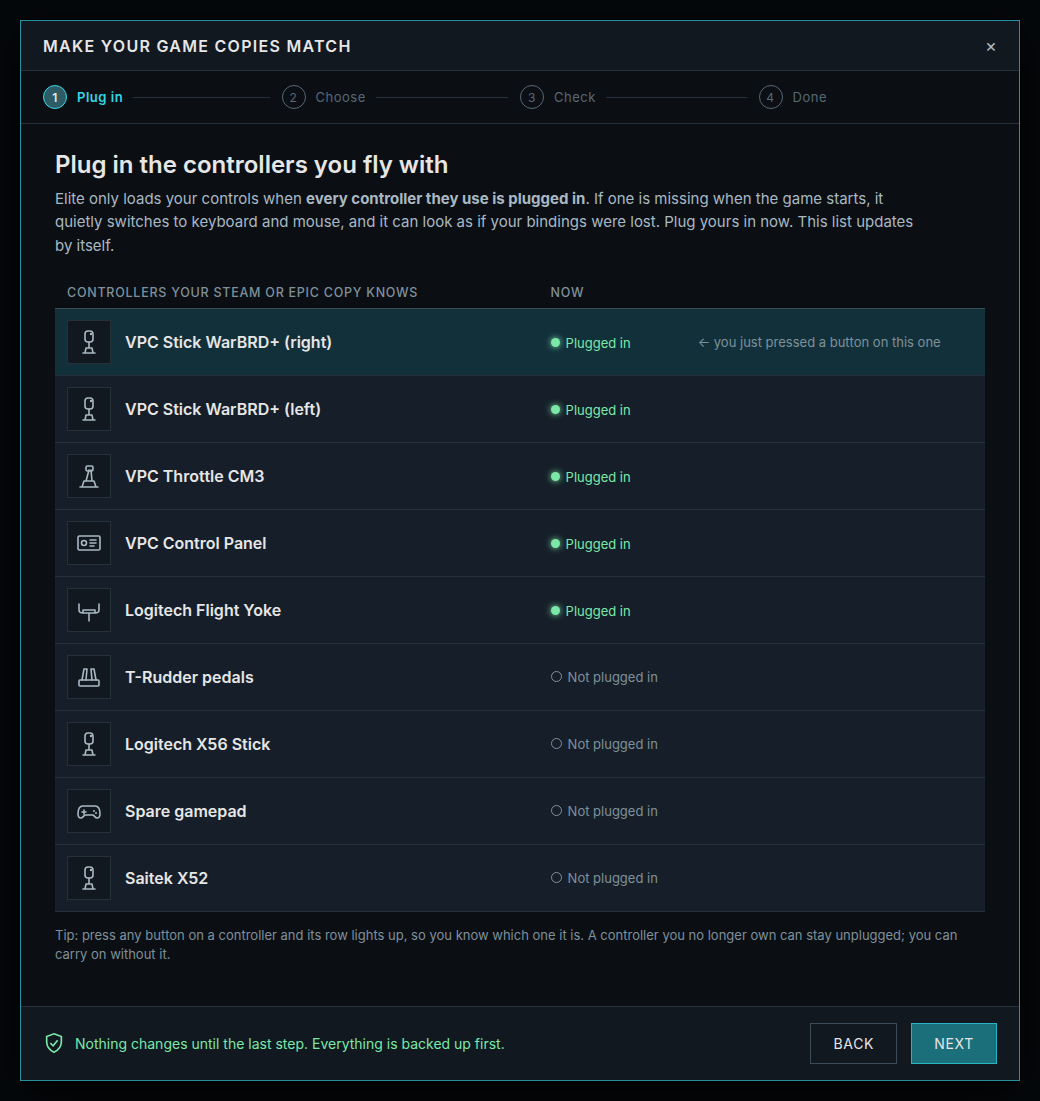 MAKE YOUR GAME COPIES MATCH ×
1 Plug in 2 Choose 3 Check 4 Done
Plug in the controllers you fly with
Elite only loads your controls when every controller they use is plugged in. If one is missing when the game starts, it
quietly switches to keyboard and mouse, and it can look as if your bindings were lost. Plug yours in now. This list updates
by itself.
CONTROLLERS YOUR STEAM OR EPIC COPY KNOWS NOW
VPC Stick WarBRD+ (right) Plugged in ← you just pressed a button on this one
VPC Stick WarBRD+ (left) Plugged in
VPC Throttle CM3 Plugged in
VPC Control Panel Plugged in
Logitech Flight Yoke Plugged in
T-Rudder pedals Not plugged in
Logitech X56 Stick Not plugged in
Spare gamepad Not plugged in
Saitek X52 Not plugged in
Tip: press any button on a controller and its row lights up, so you know which one it is. A controller you no longer own can stay unplugged; you can
carry on without it.
Nothing changes until the last step. Everything is backed up first. BACK NEXT